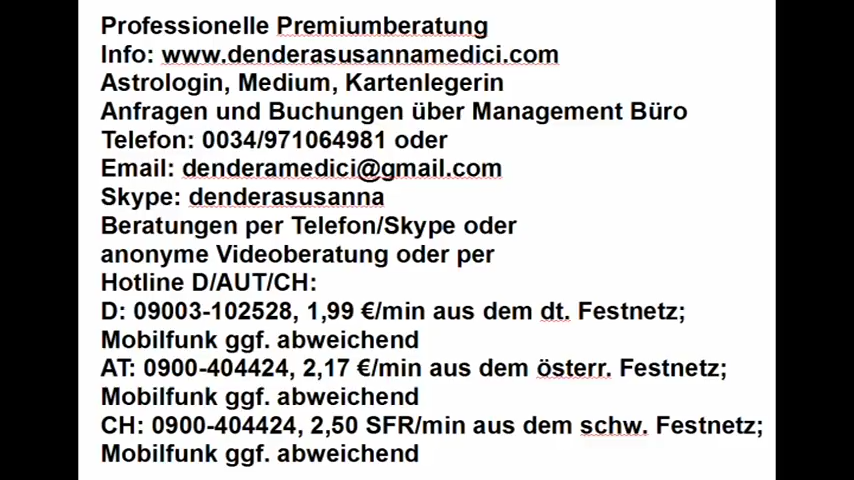 Professionelle Premiumberatung
Info: www.denderasusannamedici.com
Astrologin, Medium, Kartenlegerin
Anfragen und Buchungen über Management Büro
Telefon: 0034/971064981 oder
Email: denderamedici@gmail.com
Skype: denderasusanna
Beratungen per Telefon/Skype oder
anonyme Videoberatung oder per
Hotline D/AUT/CH:
D: 09003-102528, 1,99 €/min aus dem dt. Festnetz;
Mobilfunk ggf. abweichend
AT: 0900-404424, 2,17 €/min aus dem österr. Festnetz;
Mobilfunk ggf. abweichend
CH: 0900-404424, 2,50 SFR/min aus dem schw. Festnetz;
Mobilfunk ggf. abweichend